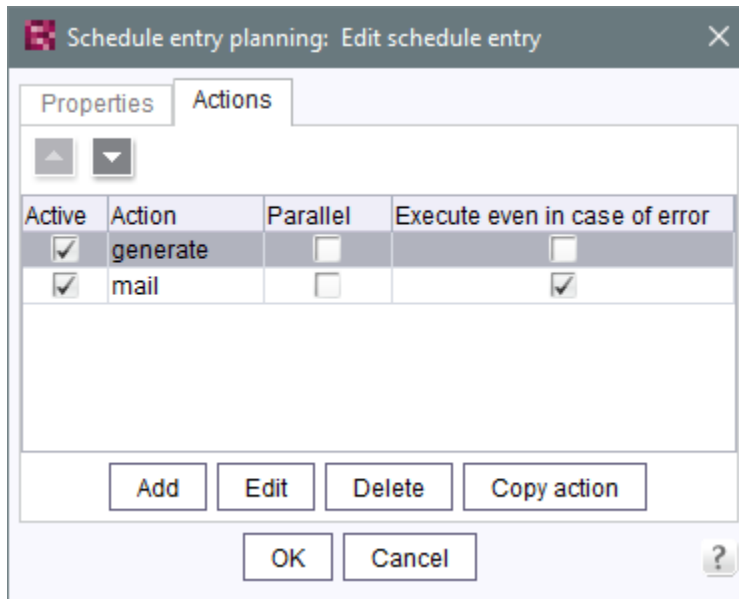 Schedule entry planning: Edit schedule entry
Properties Actions
Active Action Parallel Execute even in case of error
generate
mail
Add Edit Delete Copy action
OK Cancel ?